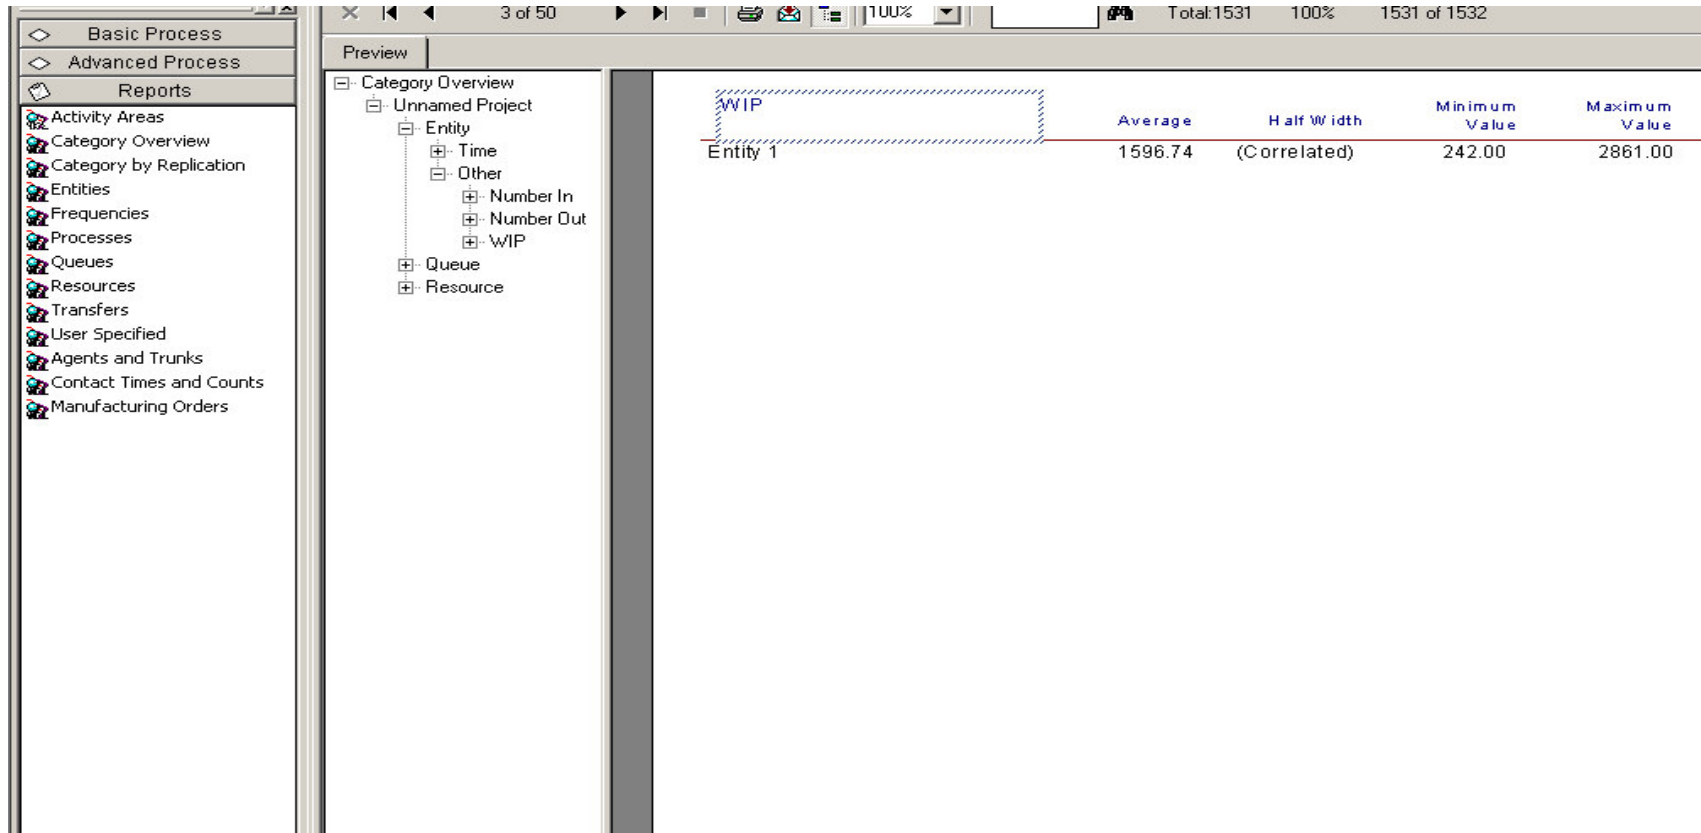 3 of 50 100% Total:1531 100% 1531 of 1532
Basic Process
Advanced Process
Reports
Activity Areas
Category Overview
Category by Replication
Entities
Frequencies
Processes
Queues
Resources
Transfers
User Specified
Agents and Trunks
Contact Times and Counts
Manufacturing Orders
Preview
Category Overview
Unnamed Project
Entity
Time
Other
Number In
Number Out
WIP
Queue
Resource
WIP Average Half Width Minimum Value Maximum Value
Entity 1 1596.74 (Correlated) 242.00 2861.00